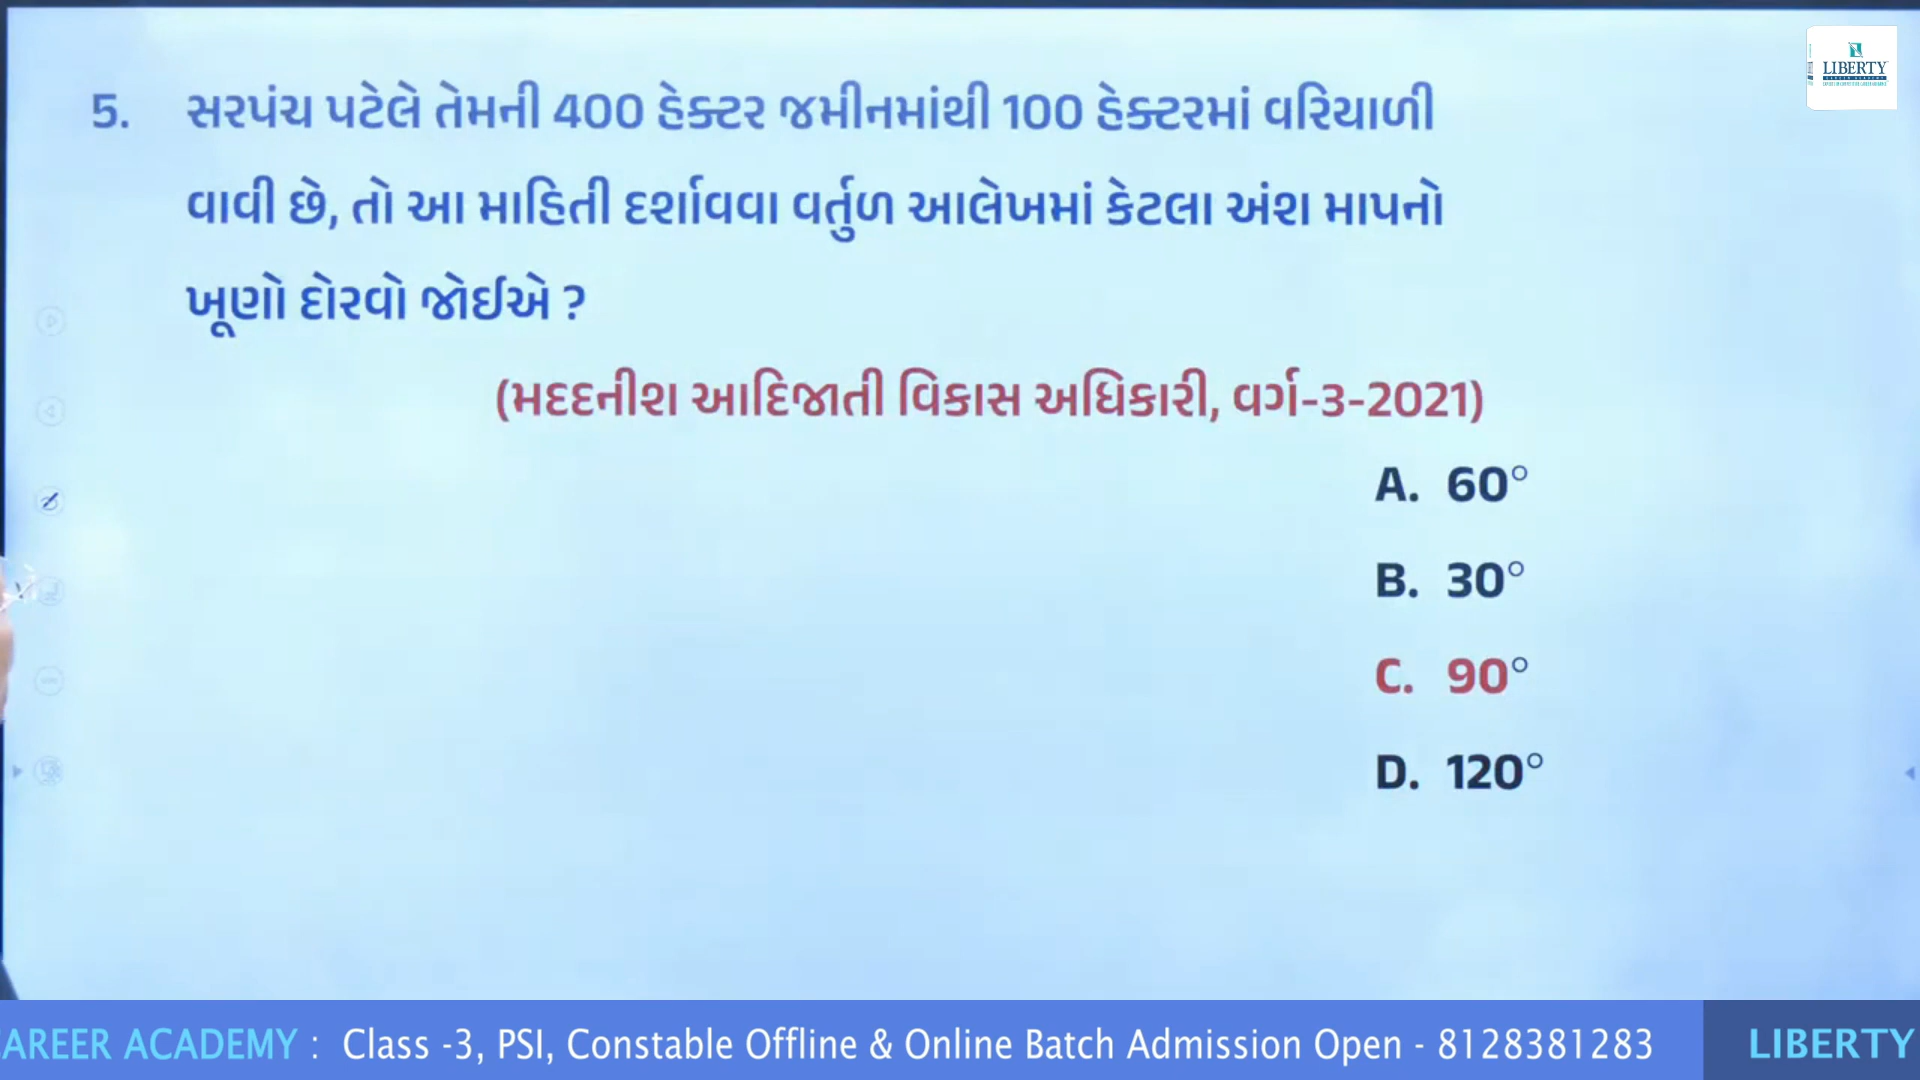 LIBERTY
5. સરપંચ પટેલે તેમની 400 હેક્ટર જમીનમાંથી 100 હેક્ટરમાં વરિયાળી
વાવી છે, તો આ માહિતી દર્શાવવા વર્તુળ આલેખમાં કેટલા અંશ માપનો
ખૂણો દોરવો જોઈએ ?
(મદદનીશ આદિજાતી વિકાસ અધિકારી, વર્ગ-3-2021)
A. 60°
B. 30°
C. 90°
D. 120°
AREER ACADEMY : Class -3, PSI, Constable Offline & Online Batch Admission Open - 8128381283 LIBERTY